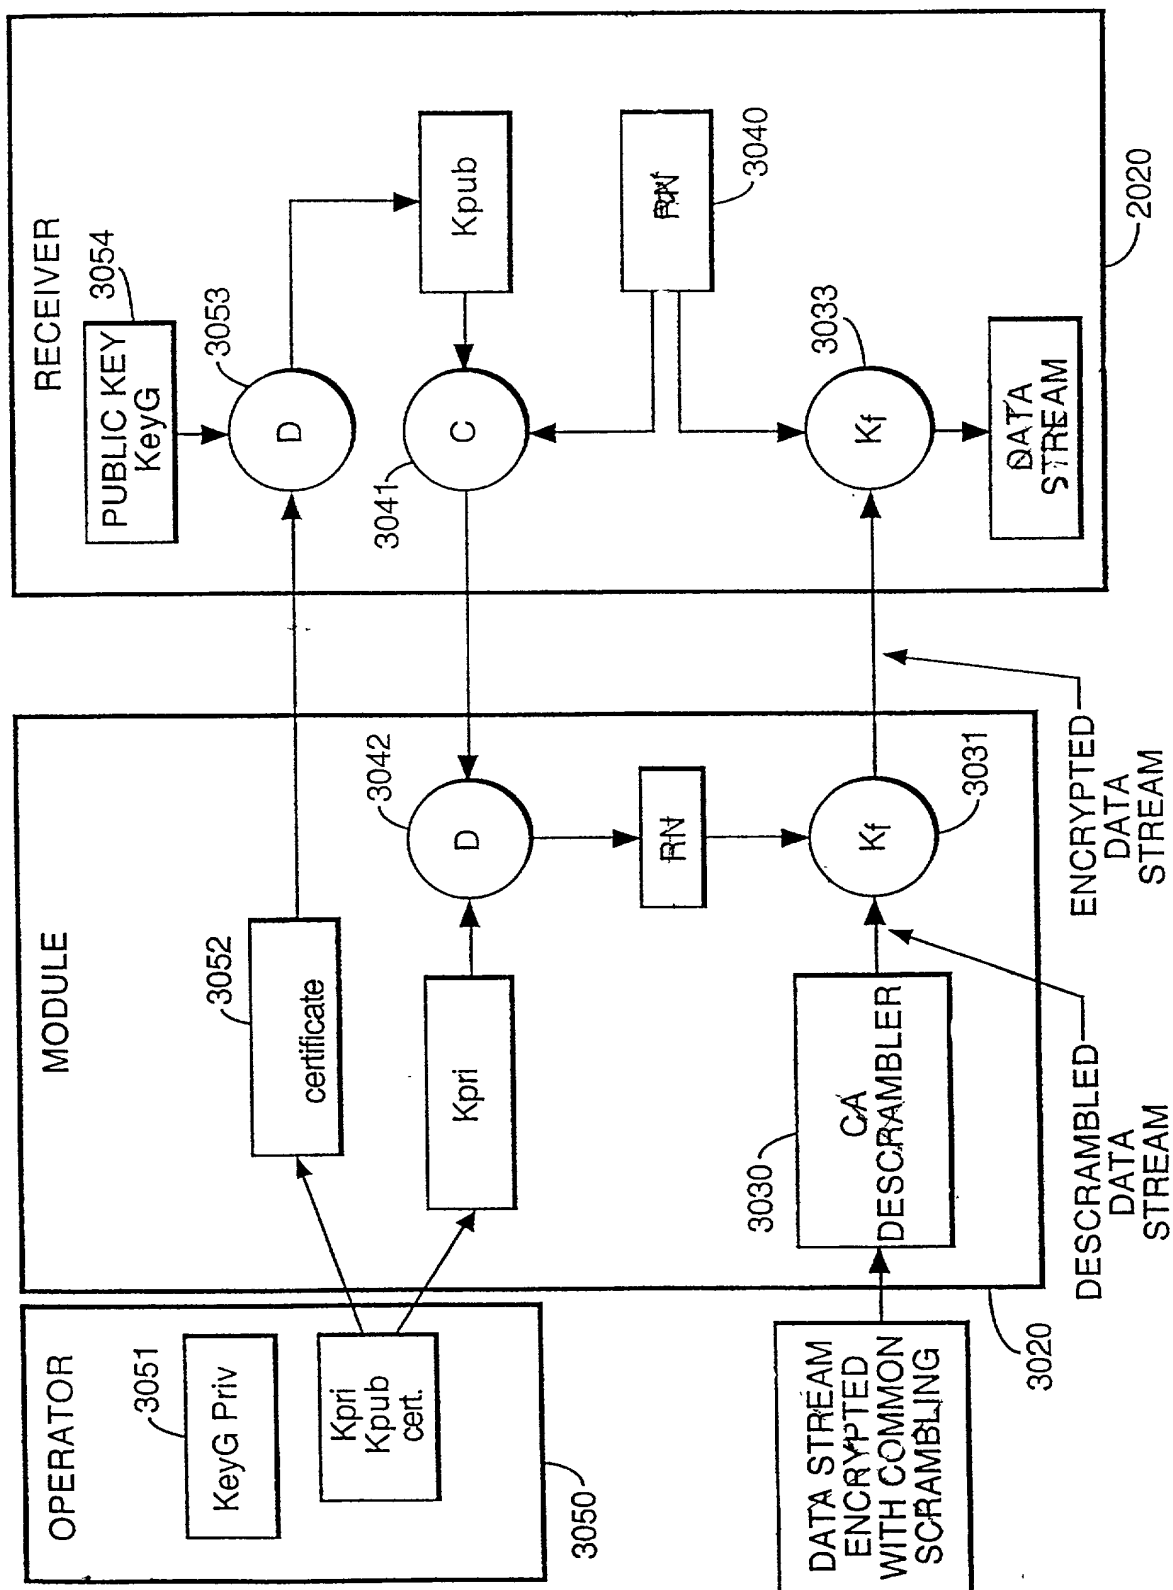 OPERATOR
3051
KeyG Priv
Kpri
Kpub
cert.
3050
DATA STREAM
ENCRYPTED
WITH COMMON
SCRAMBLING
MODULE
3052
certificate
Kpri
3042
D
RN
3030
CA
DESCRAMBLER
Kf
3031
3020
DESCRAMBLED
DATA
STREAM
ENCRYPTED
DATA
STREAM
RECEIVER
PUBLIC KEY
KeyG
3054
3053
D
Kpub
3041
C
RN
3040
3033
Kf
DATA
STREAM
2020